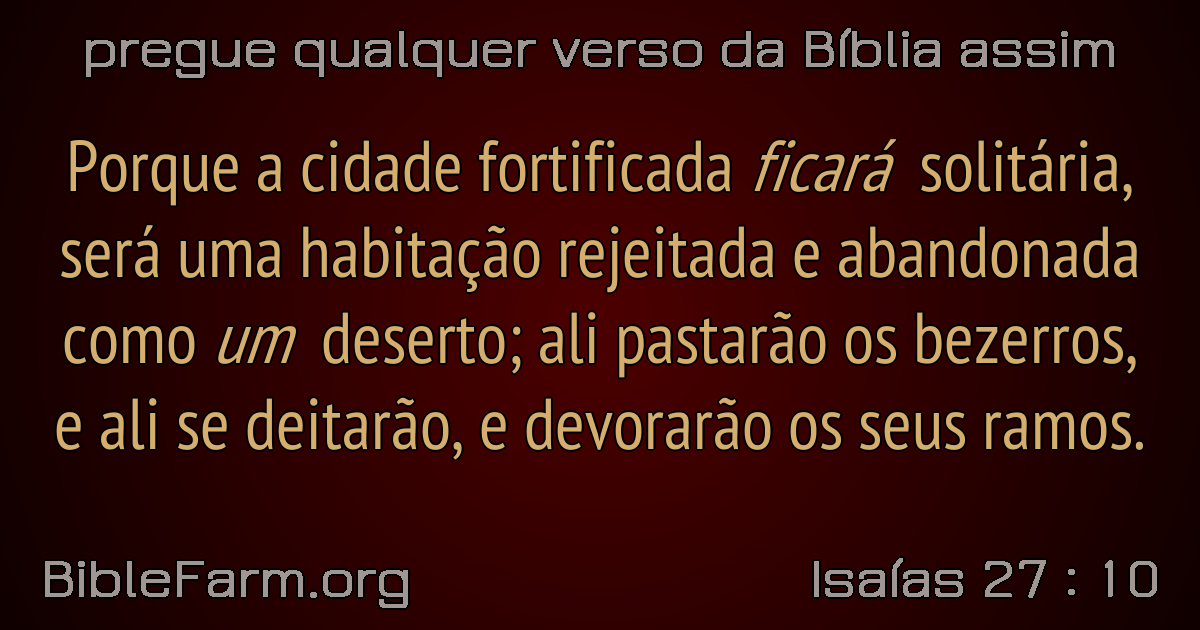 pregue qualquer verso da Bíblia assim
Porque a cidade fortificada ficará solitária,
será uma habitação rejeitada e abandonada
como um deserto; ali pastarão os bezerros,
e ali se deitarão, e devorarão os seus ramos.
BibleFarm.org
Isaías 27 : 10